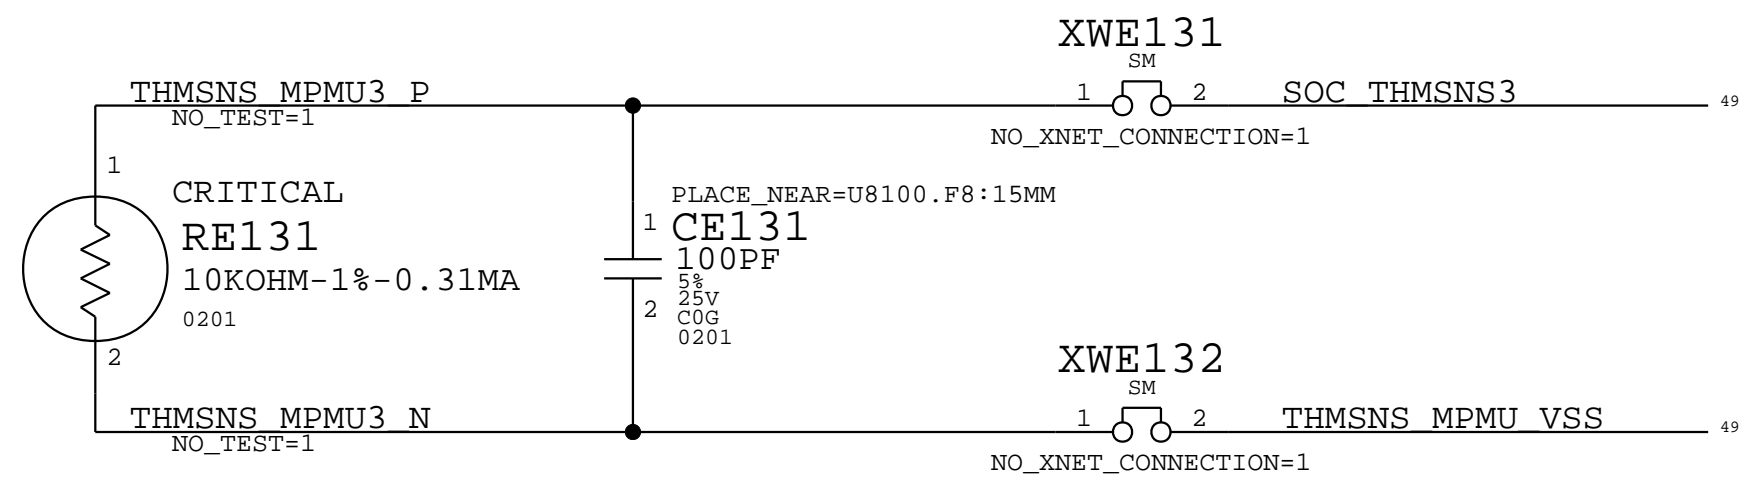 XWE131
SM
THMSNS_MPMU3_P
1
2
SOC_THMSNS3
49
NO_TEST=1
NO_XNET_CONNECTION=1
1
CRITICAL
RE131
10KOHM-1%-0.31MA
0201
2
PLACE_NEAR=U8100.F8:15MM
1
CE131
100PF
5%
25V
C0G
0201
2
XWE132
SM
THMSNS_MPMU3_N
1
2
THMSNS_MPMU_VSS
49
NO_TEST=1
NO_XNET_CONNECTION=1